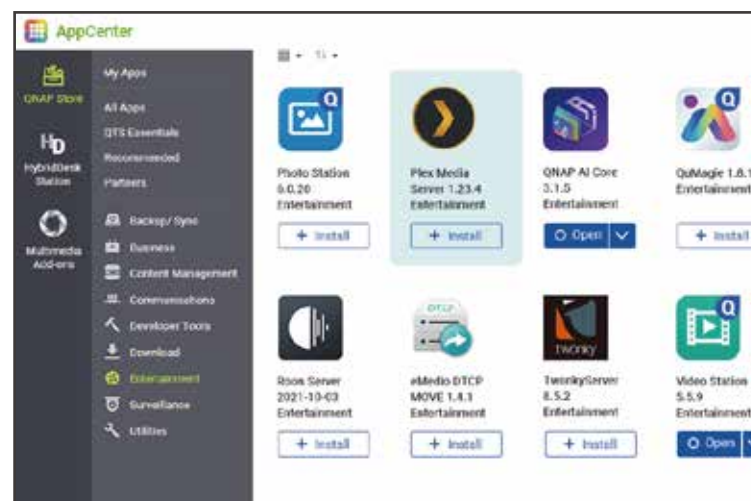 AppCenter
QNAP Store
HybridDesk
Station
Multimedia
Add-ons
My Apps
All Apps
QTS Essentials
Recommended
Partners
Backup/ Sync
Business
Content Management
Communications
Developer Tools
Download
Entertainment
Surveillance
Utilities
Photo Station
6.0.20
Entertainment
+ Install
Plex Media
Server 1.23.4
Entertainment
+ Install
QNAP AI Core
3.1.5
Entertainment
Open
QuMagie 1.8.1
Entertainment
+ Install
Roon Server
2021-10-03
Entertainment
+ Install
DTCP
eMedio DTCP
MOVE 1.4.1
Entertainment
+ Install
TWONKY
TwonkyServer
8.5.2
Entertainment
+ Install
Video Station
5.5.9
Entertainment
Open